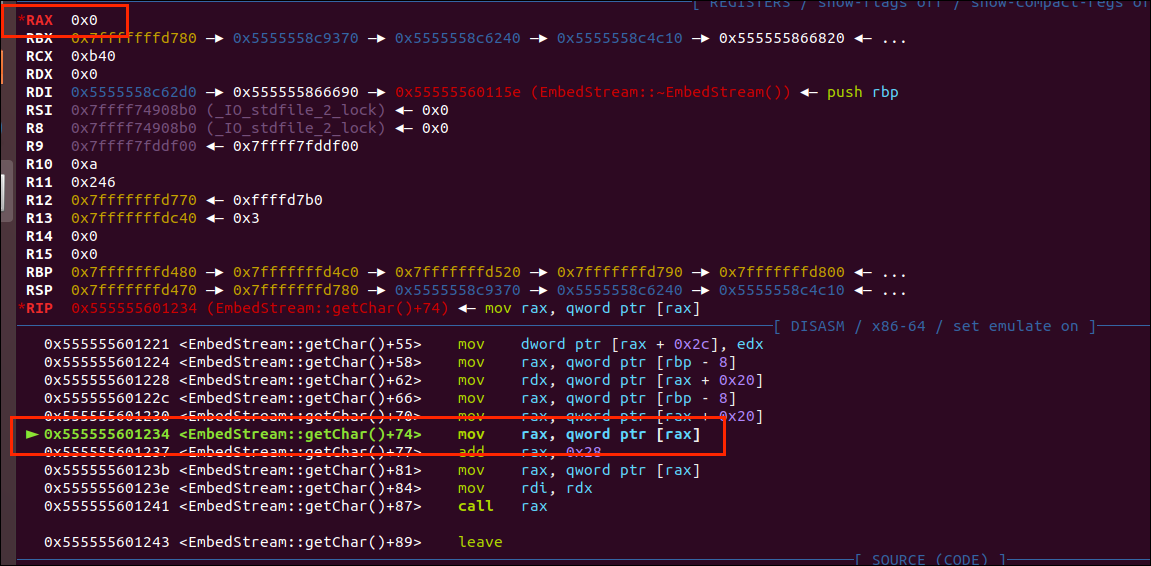 [ REGISTERS / show-flags off / show-compact-regs of
*RAX 0x0
RBX 0x7fffffffd780 —▸ 0x5555558c9370 —▸ 0x5555558c6240 —▸ 0x5555558c4c10 —▸ 0x555555866820 ◂— ...
RCX 0xb40
RDX 0x0
RDI 0x5555558c62d0 —▸ 0x555555866690 —▸ 0x55555560115e (EmbedStream::~EmbedStream()) ◂— push rbp
RSI 0x7ffff74908b0 (_IO_stdfile_2_lock) ◂— 0x0
R8 0x7ffff74908b0 (_IO_stdfile_2_lock) ◂— 0x0
R9 0x7ffff7fddf00 ◂— 0x7ffff7fddf00
R10 0xa
R11 0x246
R12 0x7fffffffd770 ◂— 0xffffd7b0
R13 0x7fffffffdc40 ◂— 0x3
R14 0x0
R15 0x0
RBP 0x7fffffffd480 —▸ 0x7fffffffd4c0 —▸ 0x7fffffffd520 —▸ 0x7fffffffd790 —▸ 0x7fffffffd800 ◂— ...
RSP 0x7fffffffd470 —▸ 0x7fffffffd780 —▸ 0x5555558c9370 —▸ 0x5555558c6240 —▸ 0x5555558c4c10 ◂— ...
*RIP 0x555555601234 (EmbedStream::getChar()+74) ◂— mov rax, qword ptr [rax]
[ DISASM / x86-64 / set emulate on ]
0x555555601221 <EmbedStream::getChar()+55> mov dword ptr [rax + 0x2c], edx
0x555555601224 <EmbedStream::getChar()+58> mov rax, qword ptr [rbp - 8]
0x555555601228 <EmbedStream::getChar()+62> mov rdx, qword ptr [rax + 0x20]
0x55555560122c <EmbedStream::getChar()+66> mov rax, qword ptr [rbp - 8]
0x555555601230 <EmbedStream::getChar()+70> mov rax, qword ptr [rax + 0x20]
► 0x555555601234 <EmbedStream::getChar()+74> mov rax, qword ptr [rax]
0x555555601237 <EmbedStream::getChar()+77> add rax, 0x28
0x55555560123b <EmbedStream::getChar()+81> mov rax, qword ptr [rax]
0x55555560123e <EmbedStream::getChar()+84> mov rdi, rdx
0x555555601241 <EmbedStream::getChar()+87> call rax
0x555555601243 <EmbedStream::getChar()+89> leave
[ SOURCE (CODE) ]